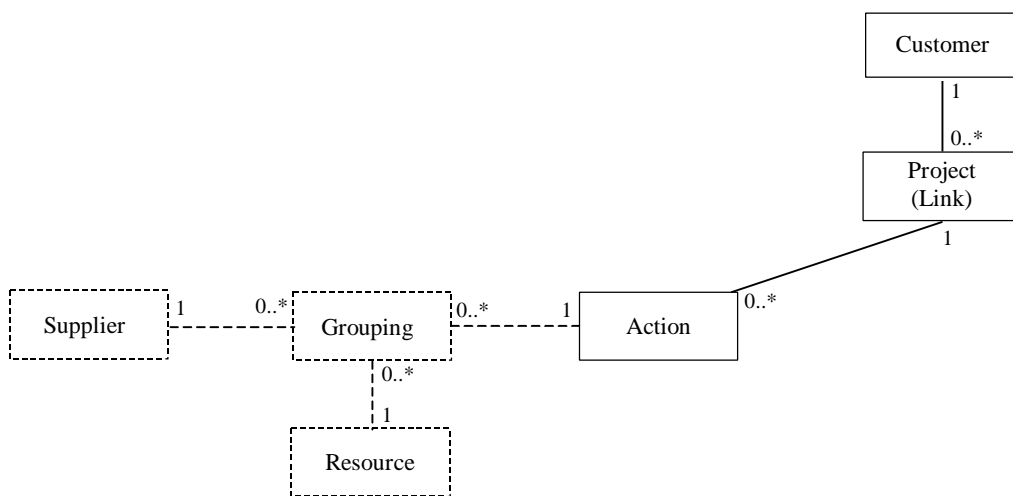 Customer
1
0..*
Project
(Link)
1
0..*
Supplier
1
0..*
Grouping
0..*
1
Action
0..*
1
Resource